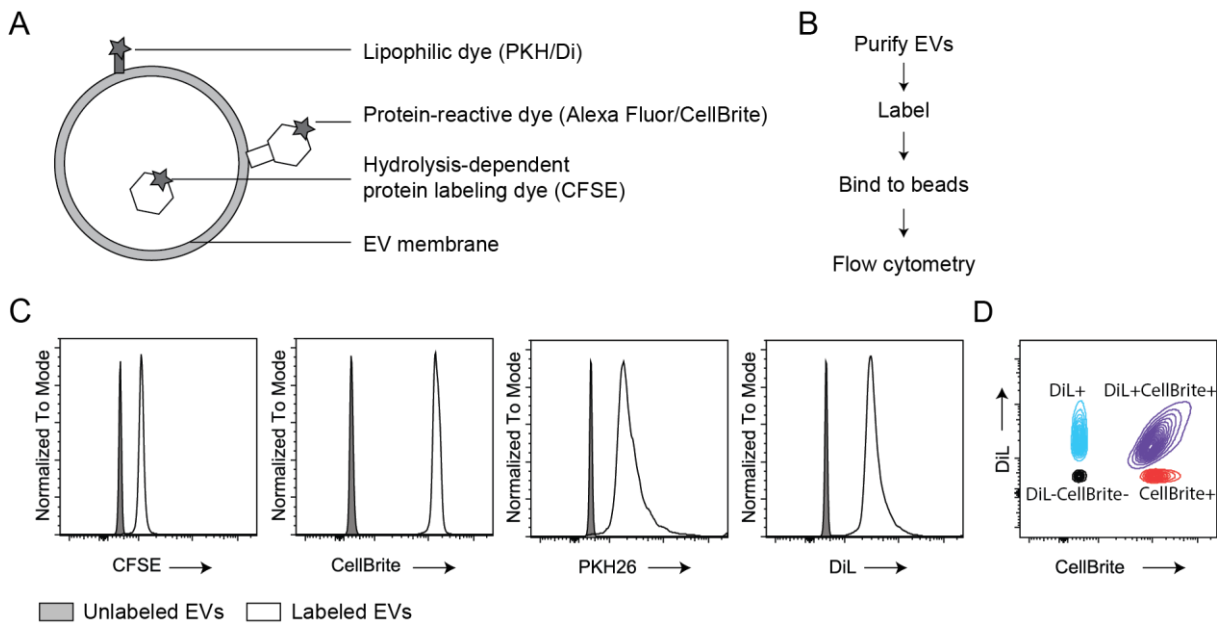 A
Lipophilic dye (PKH/Di)
Protein-reactive dye (Alexa Fluor/CellBrite)
Hydrolysis-dependent
protein labeling dye (CFSE)
EV membrane
B
Purify EVs
Label
Bind to beads
Flow cytometry
C
Normalized To Mode
CFSE
Normalized To Mode
CellBrite
Normalized To Mode
PKH26
Normalized To Mode
DiL
Unlabeled EVs
Labeled EVs
D
DiL
DiL+
DiL+CellBrite+
DiL-CellBrite-
CellBrite+
CellBrite